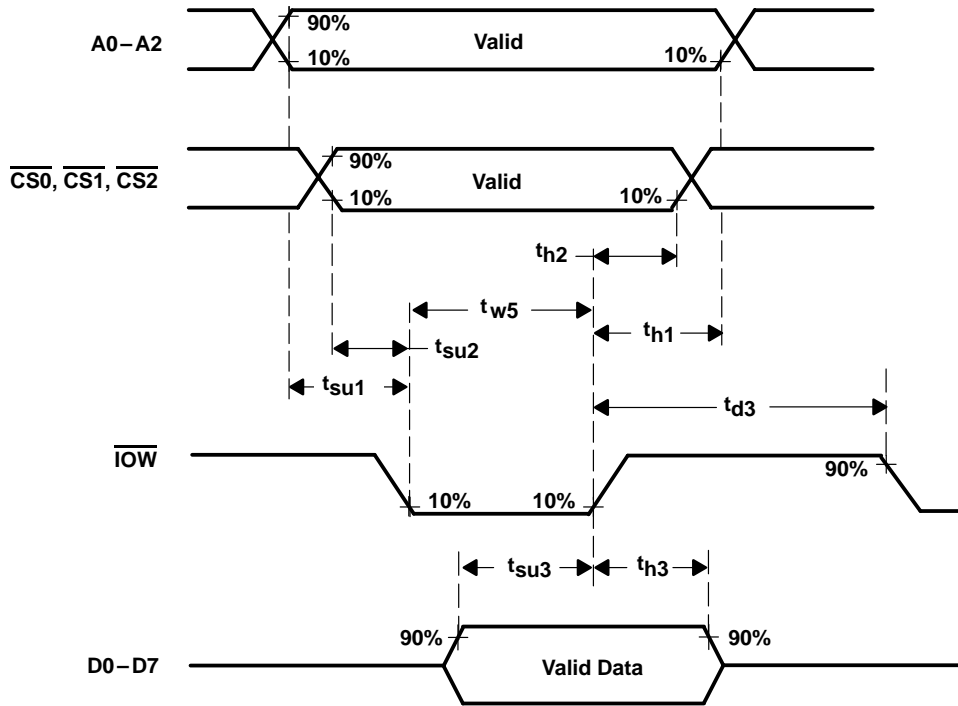 A0–A2
90%
Valid
10%
10%
CS0, CS1, CS2
90%
Valid
10%
10%
th2
tw5
th1
tsu2
tsu1
td3
IOW
90%
10%
10%
tsu3
th3
90%
90%
D0–D7
Valid Data